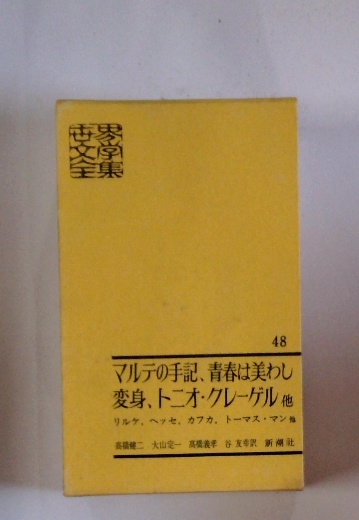 世界文学全集
48
マルテの手記、青春は美わし
変身、トニオ・クレーゲル 他
リルケ、ヘッセ、カフカ、トーマス・マン 他
高橋健二 大山定一 高橋義孝 谷 友幸訳 新潮社